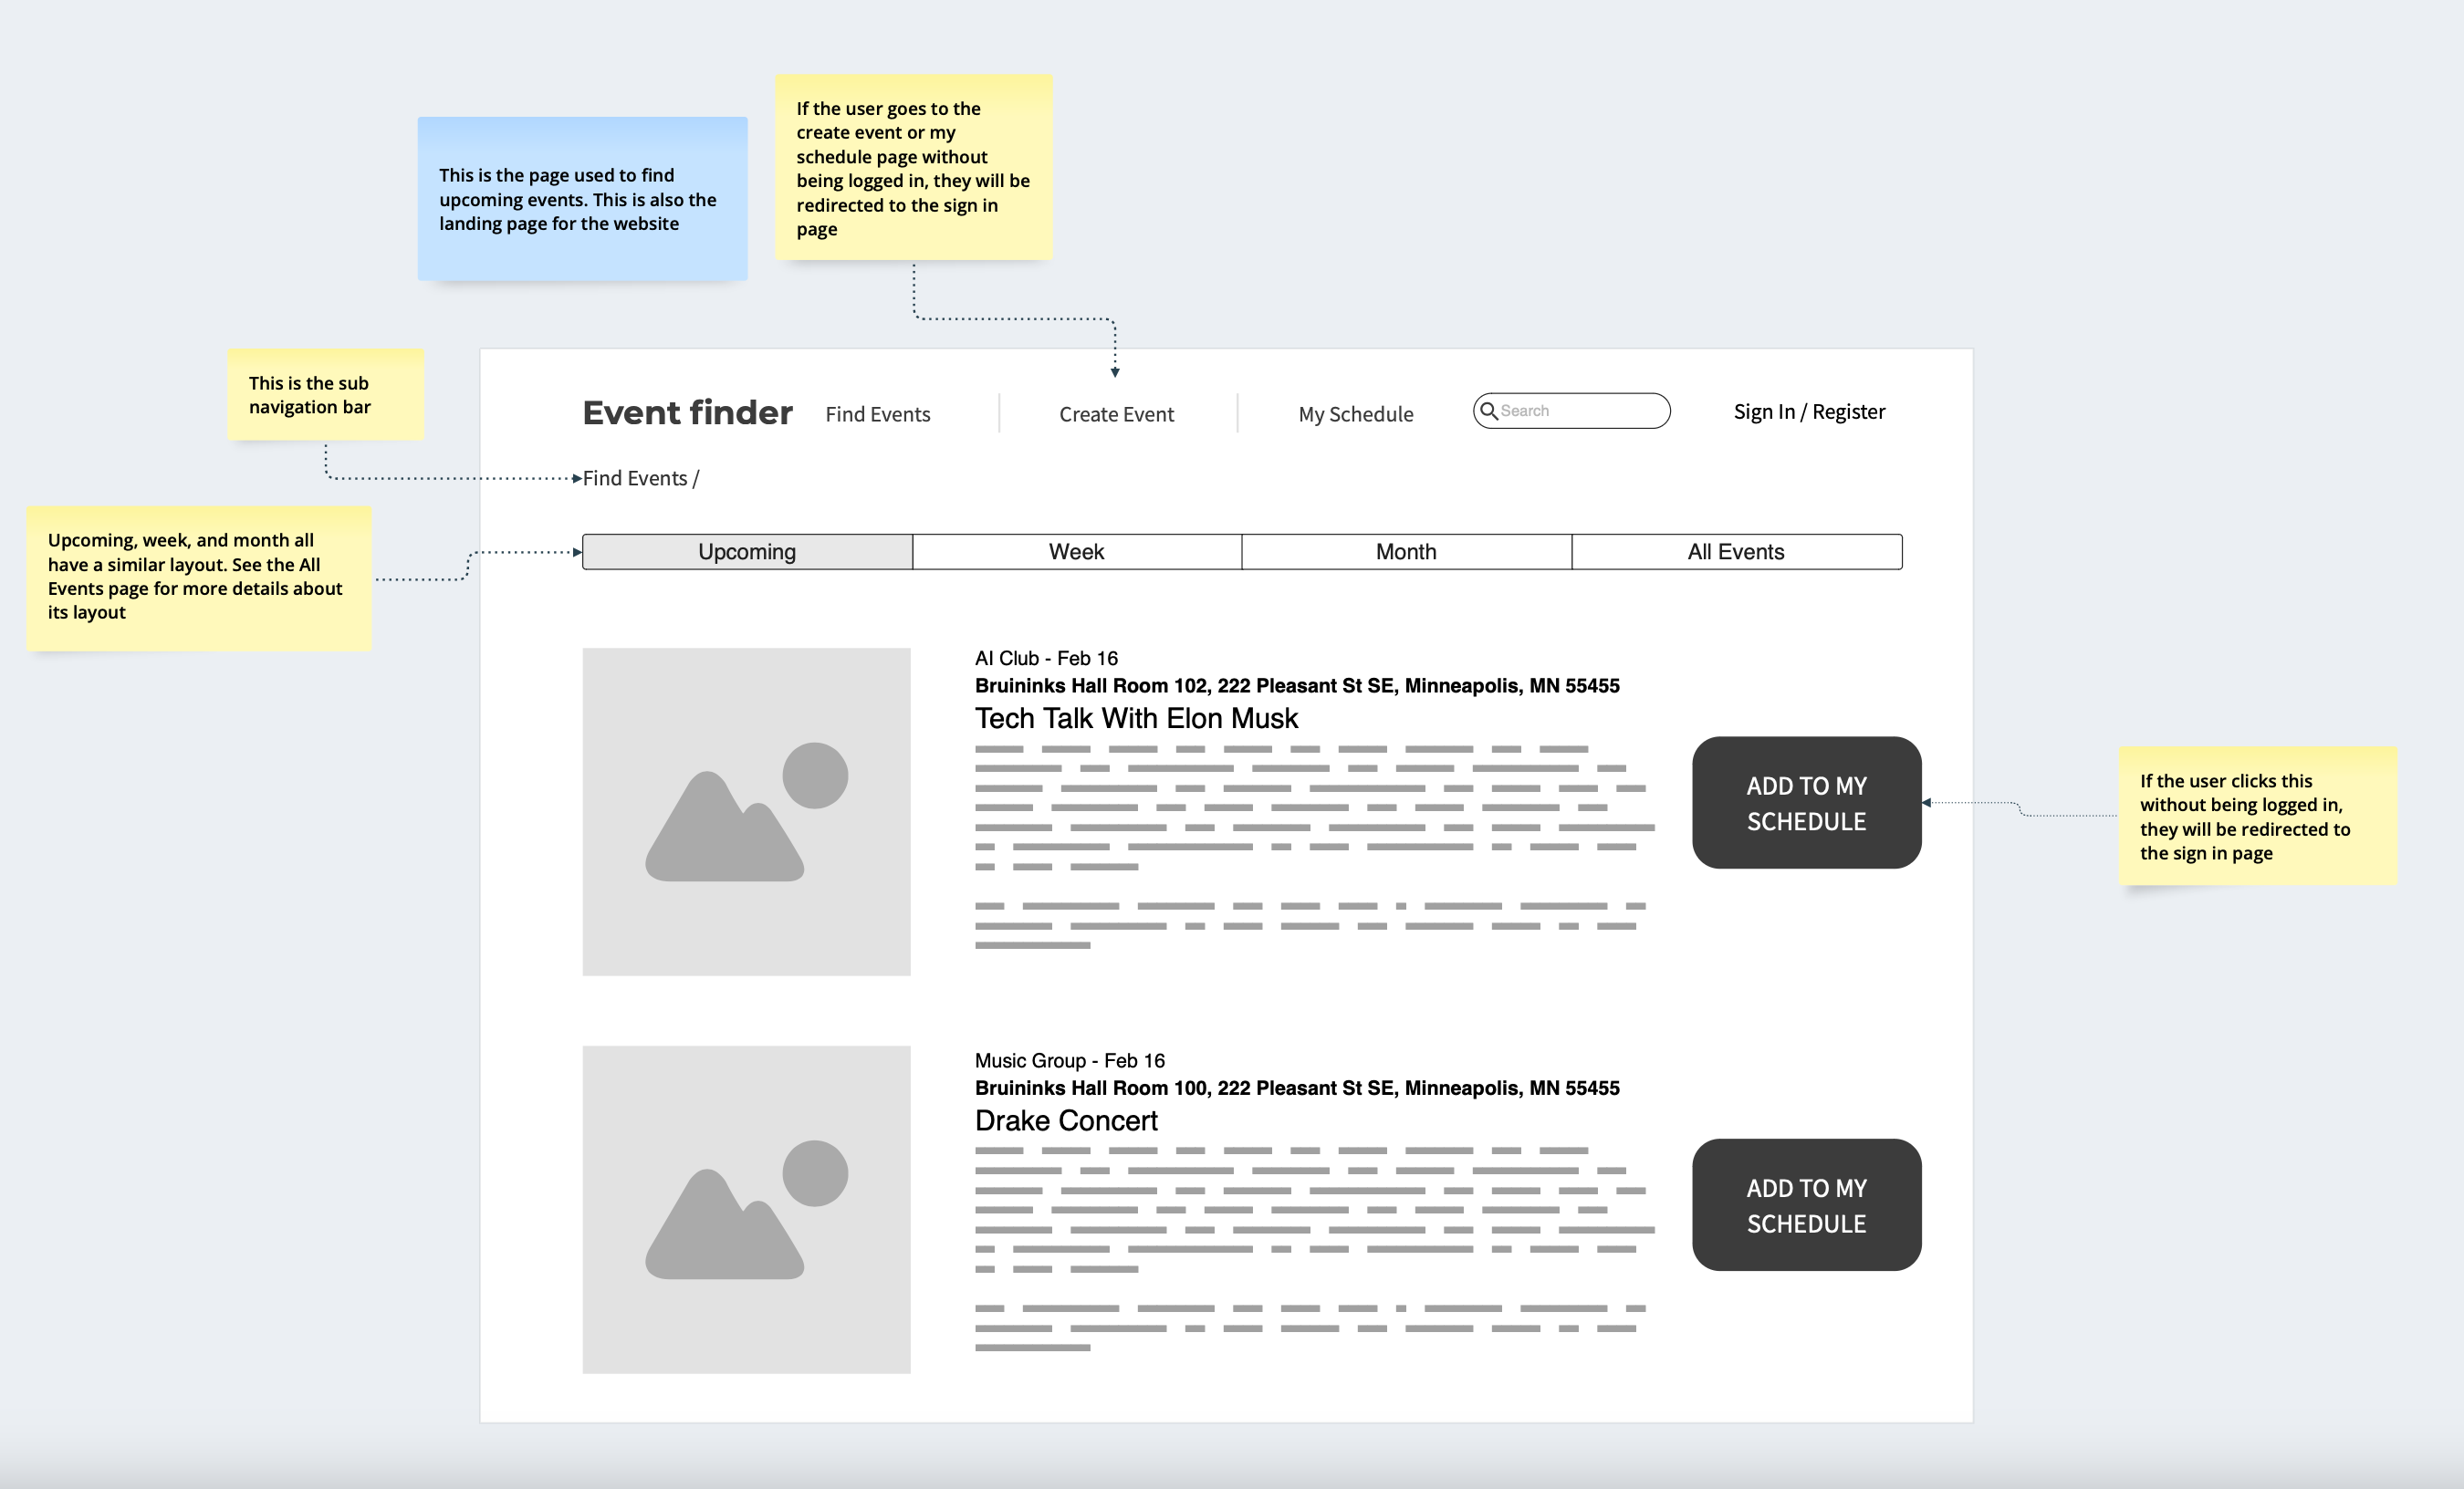 If the user goes to the
create event or my
schedule page without
being logged in, they will be
redirected to the sign in
page
This is the page used to find
upcoming events. This is also the
landing page for the website
This is the sub
navigation bar
Event finder
Find Events
Create Event
My Schedule
Search
Sign In / Register
Find Events /
Upcoming, week, and month all
have a similar layout. See the All
Events page for more details about
its layout
Upcoming
Week
Month
All Events
AI Club - Feb 16
Bruininks Hall Room 102, 222 Pleasant St SE, Minneapolis, MN 55455
Tech Talk With Elon Musk
ADD TO MY
SCHEDULE
If the user clicks this
without being logged in,
they will be redirected to
the sign in page
Music Group - Feb 16
Bruininks Hall Room 100, 222 Pleasant St SE, Minneapolis, MN 55455
Drake Concert
ADD TO MY
SCHEDULE